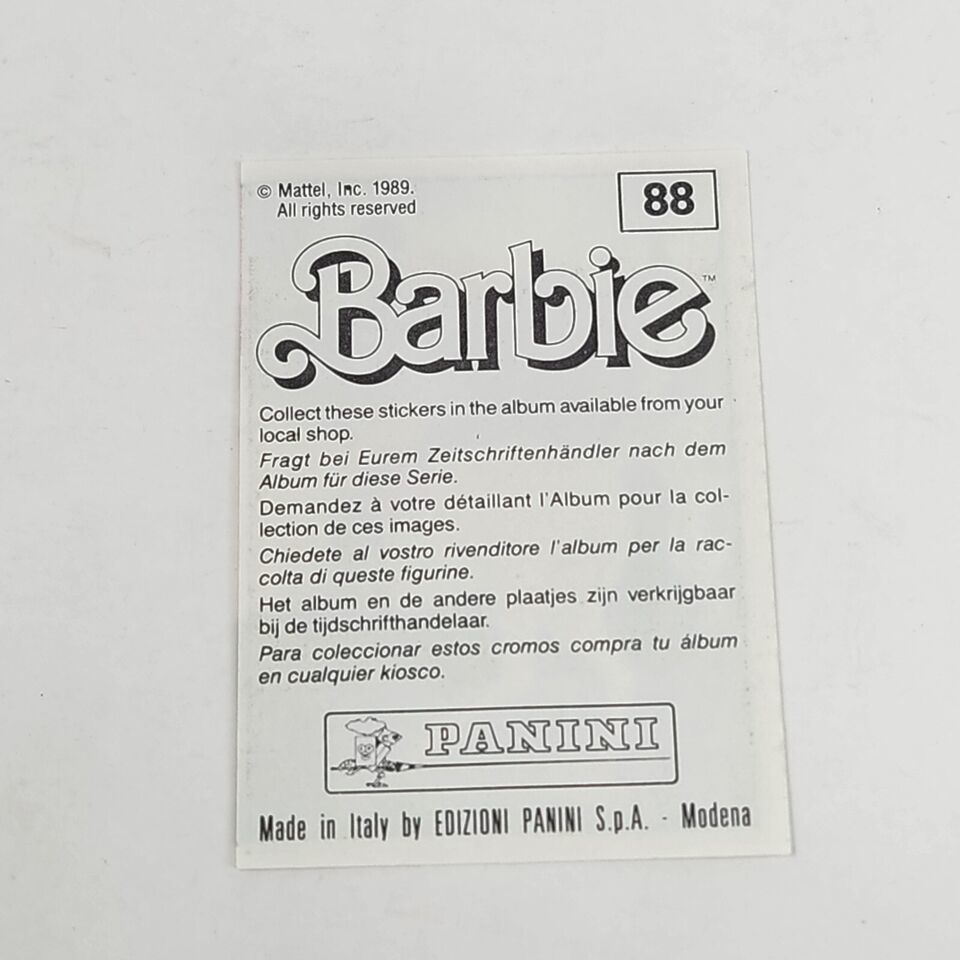 © Mattel, Inc. 1989.
All rights reserved
88
Barbie™
Collect these stickers in the album available from your
local shop.
Fragt bei Eurem Zeitschriftenhändler nach dem
Album für diese Serie.
Demandez à votre détaillant l'Album pour la col-
lection de ces images.
Chiedete al vostro rivenditore l'album per la rac-
colta di queste figurine.
Het album en de andere plaatjes zijn verkrijgbaar
bij de tijdschrifthandelaar.
Para coleccionar estos cromos compra tu álbum
en cualquier kiosco.
PANINI
Made in Italy by EDIZIONI PANINI S.p.A. - Modena